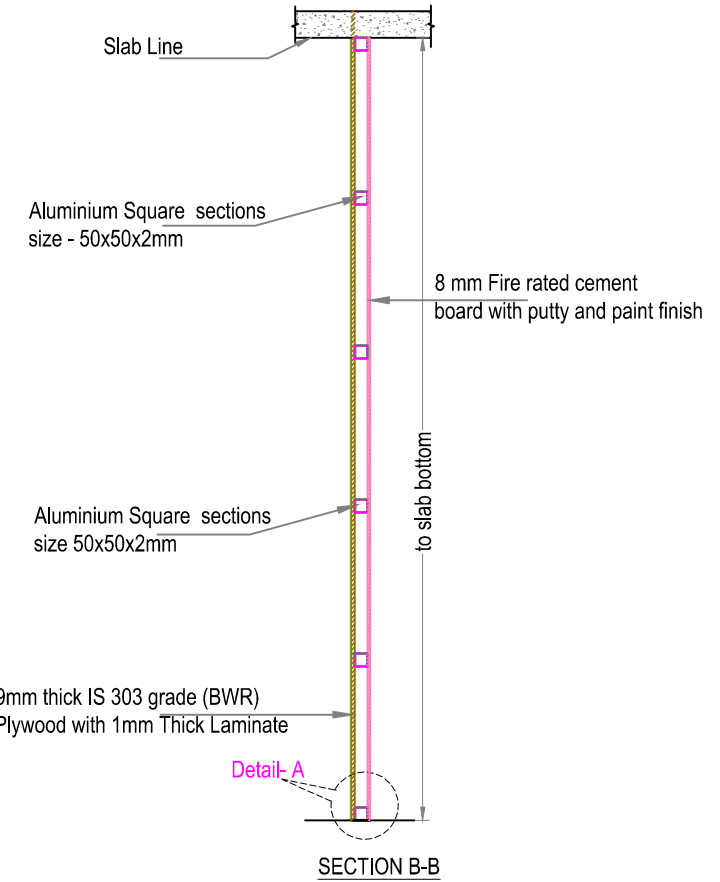 Slab Line
Aluminium Square sections
size - 50x50x2mm
8 mm Fire rated cement
board with putty and paint finish
to slab bottom
Aluminium Square sections
size 50x50x2mm
9mm thick IS 303 grade (BWR)
Plywood with 1mm Thick Laminate
Detail- A
SECTION B-B